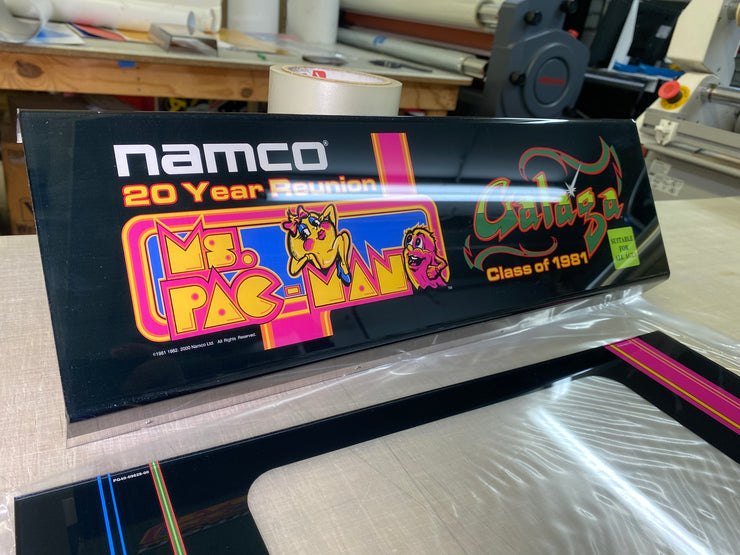 namco®
20 Year Reunion
MS.
PAC-MAN
™
©1981 1982, 2000 Namco Ltd. All Rights Reserved.
Galaga
Class of 1981
SUITABLE
FOR
ALL AGES